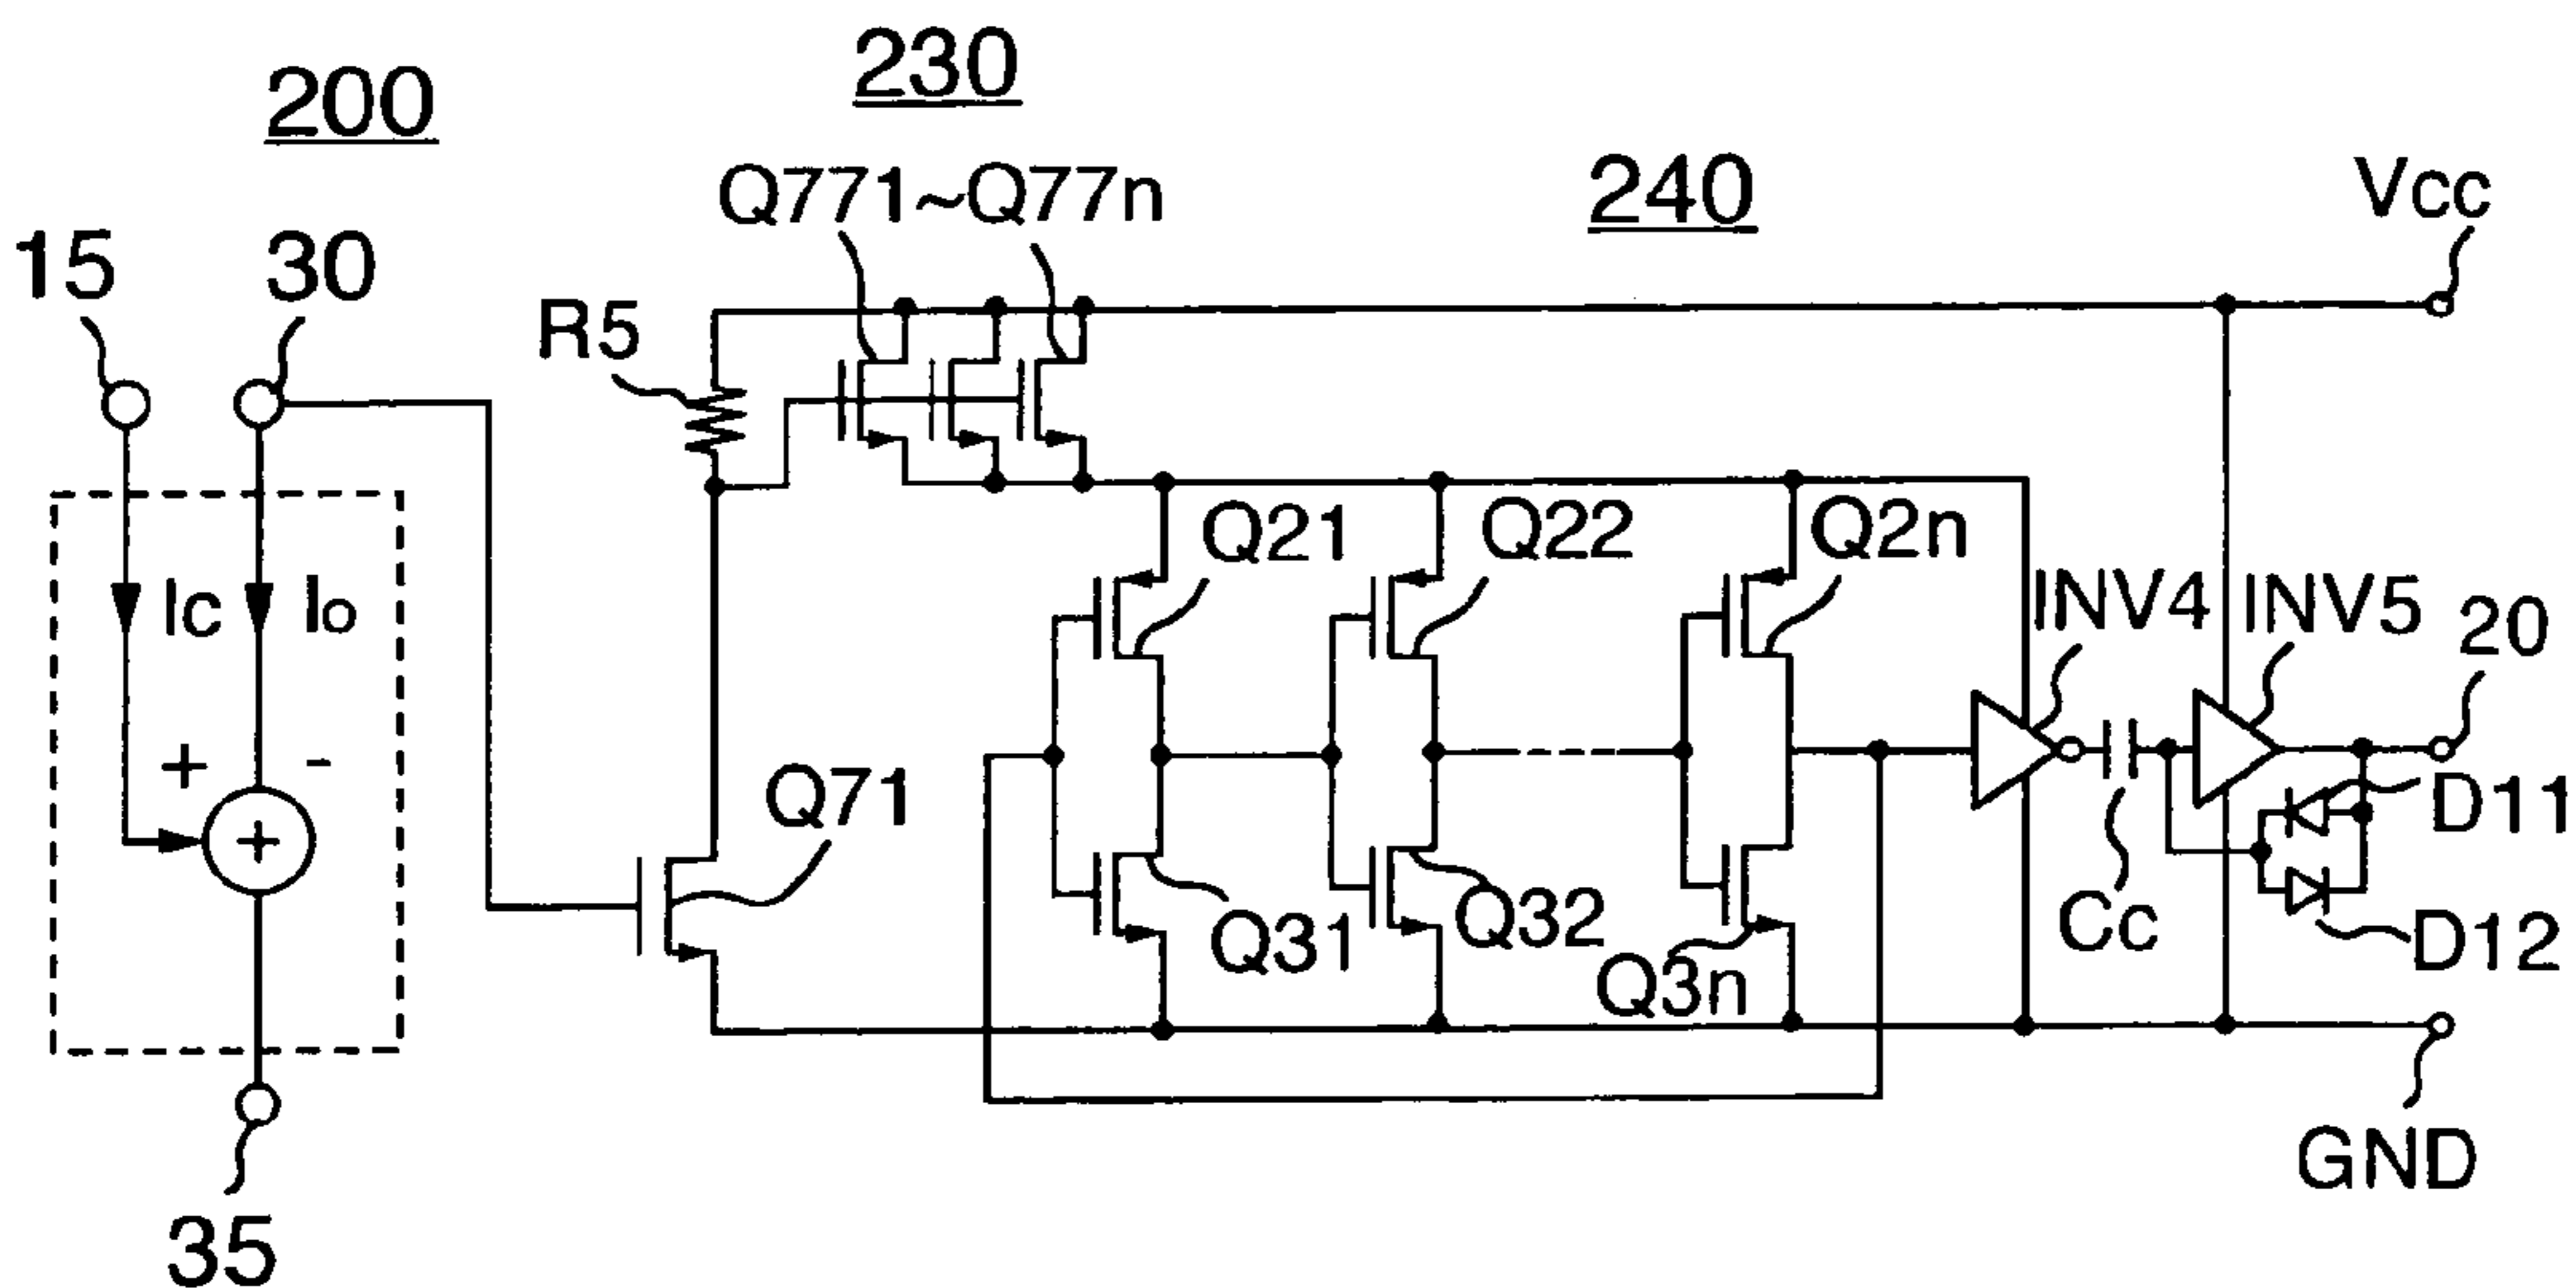 200
230
240
Q771~Q77n
Vcc
15
30
R5
Q21
Q22
Q2n
Ic
Io
INV4
INV5
20
+
-
+
Q71
D11
Q31
Q32
Q3n
Cc
D12
GND
35